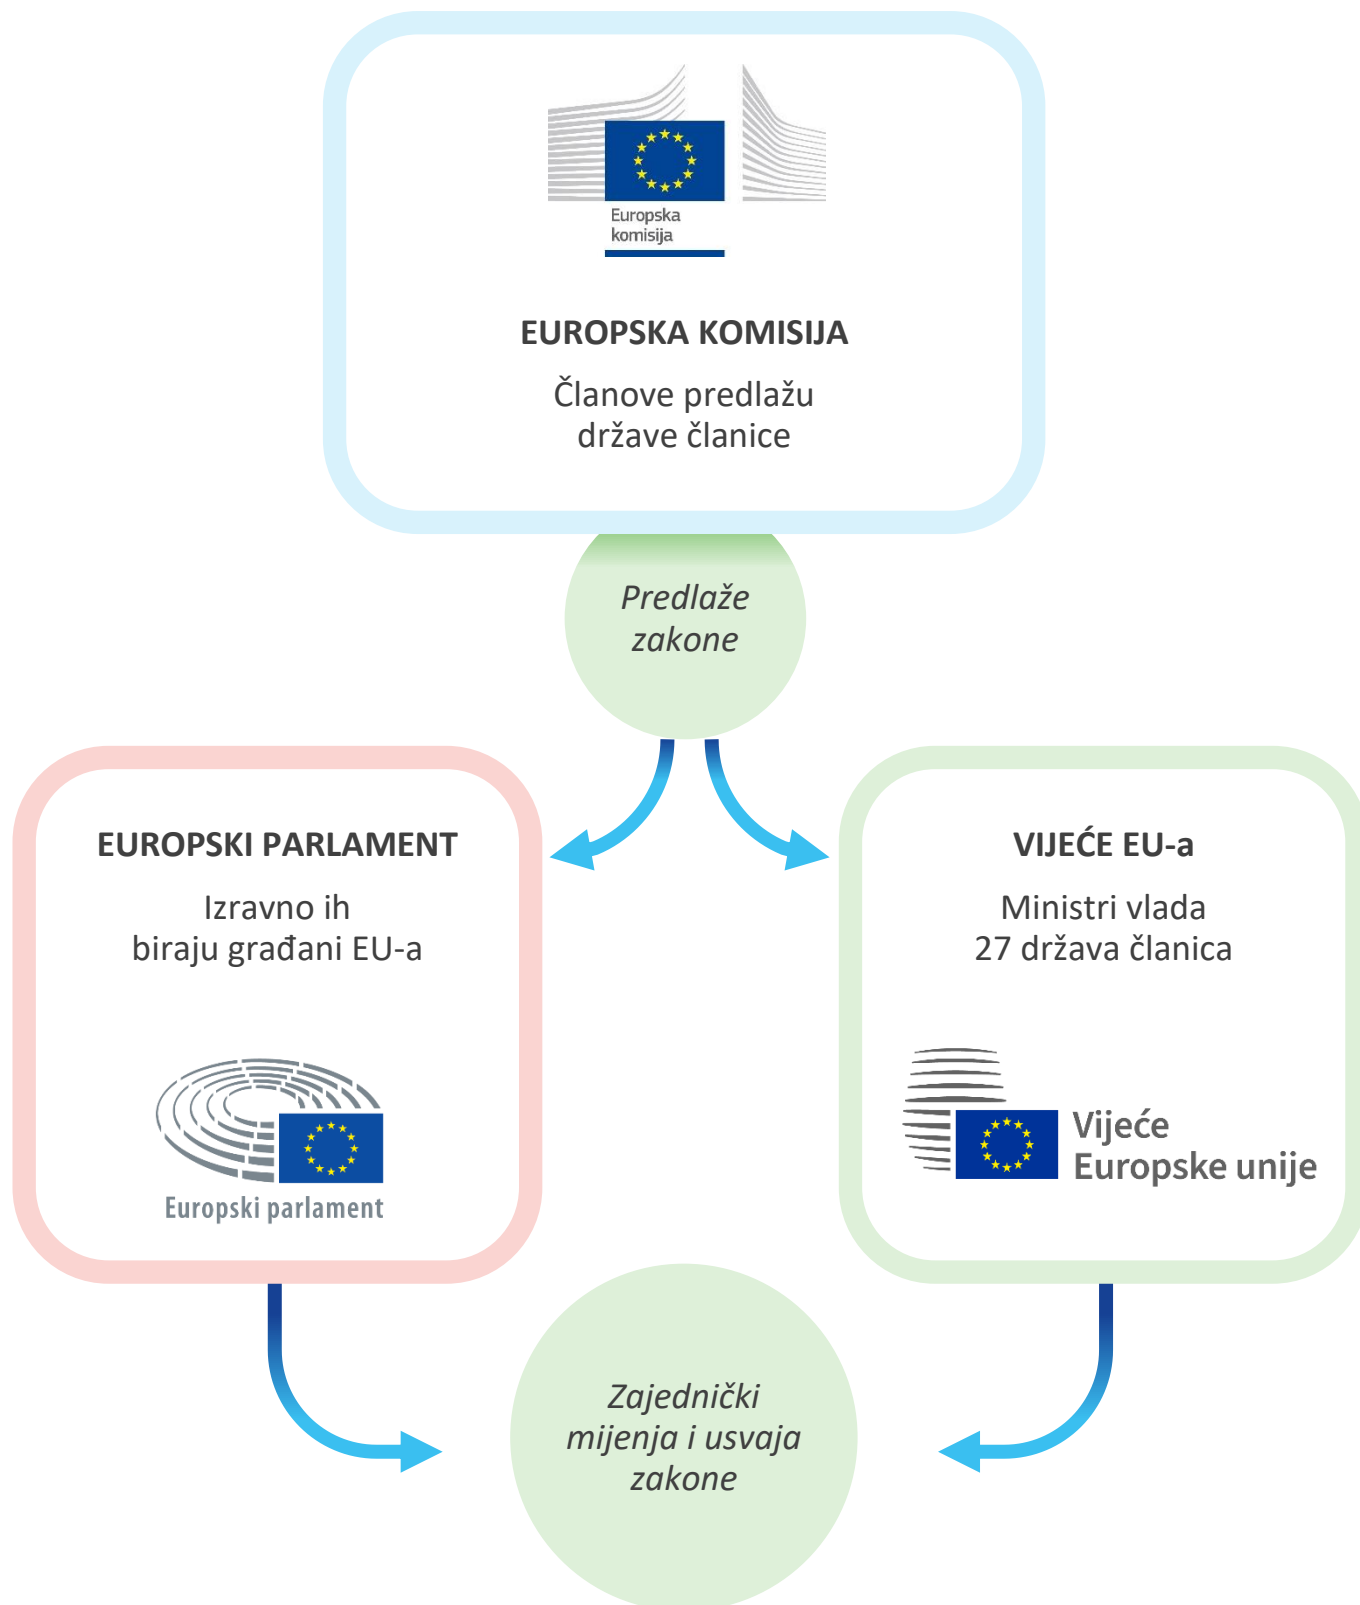 Europska
komisija
EUROPSKA KOMISIJA
Članove predlažu
države članice
Predlaže
zakone
EUROPSKI PARLAMENT
Izravno ih
biraju građani EU-a
Europski parlament
VIJEĆE EU-a
Ministri vlada
27 država članica
Vijeće
Europske unije
Zajednički
mijenja i usvaja
zakone